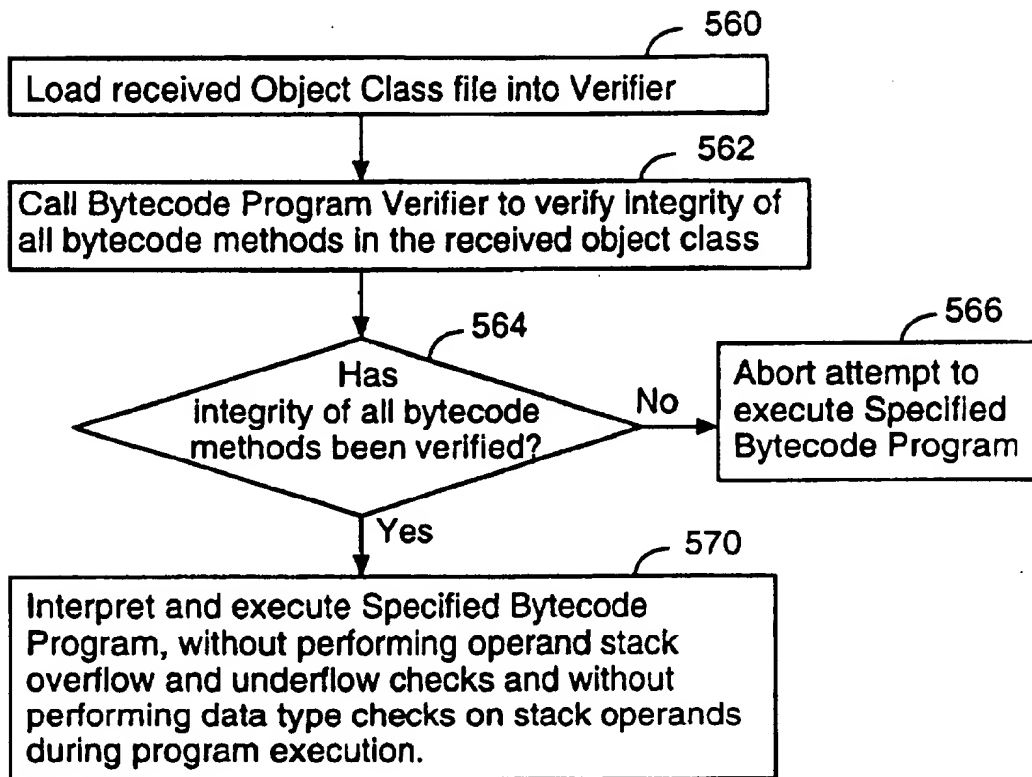 560
Load received Object Class file into Verifier
562
Call Bytecode Program Verifier to verify integrity of
all bytecode methods in the received object class
564
Has
integrity of all bytecode
methods been verified?
No
566
Abort attempt to
execute Specified
Bytecode Program
Yes
570
Interpret and execute Specified Bytecode
Program, without performing operand stack
overflow and underflow checks and without
performing data type checks on stack operands
during program execution.